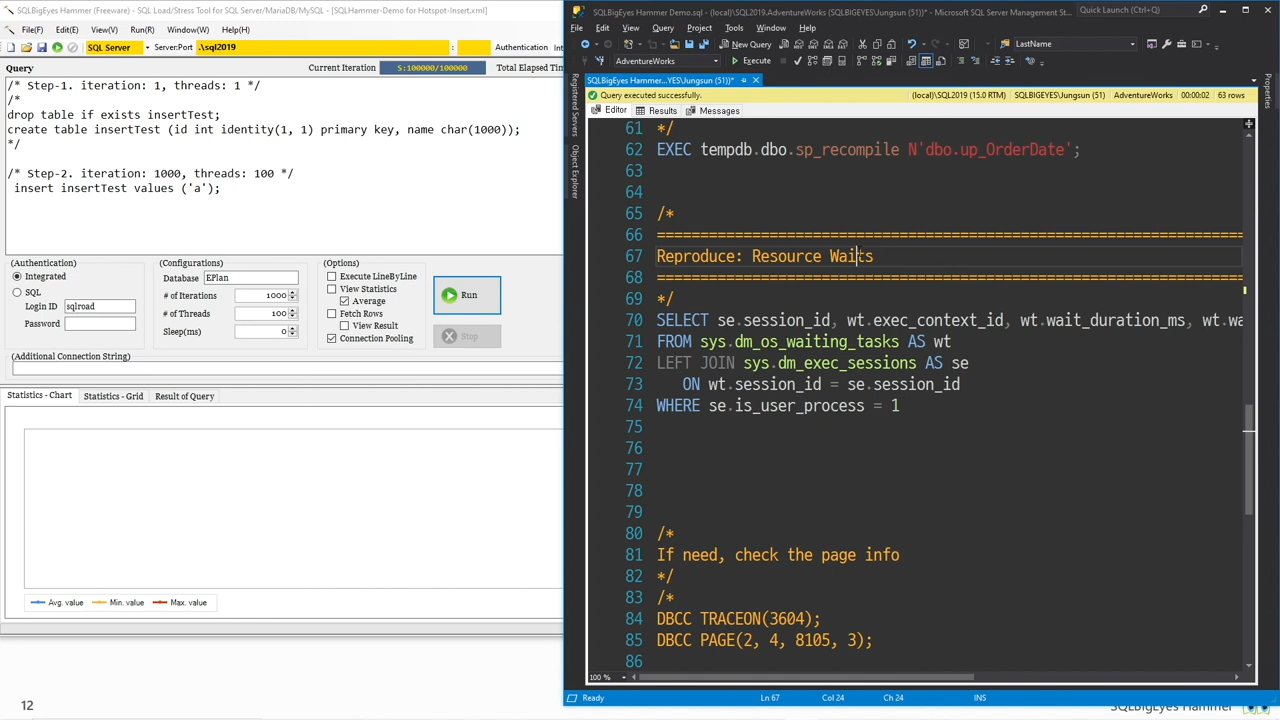 SQLBigEyes Hammer (Freeware) - SQL Load/Stress Tool for SQL Server/MariaDB/MySQL - [SQLHammer-Demo for Hotspot-Insert.xml]
File(F) Edit(E) View(V) Run(R) Window(W) Help(H)
SQL Server Server,Port .\sql2019 : Authentication
Query Current Iteration S:100000/100000 Total Elapsed Time
/* Step-1. iteration: 1, threads: 1 */
/*
drop table if exists insertTest;
create table insertTest (id int identity(1, 1) primary key, name char(1000));
*/
/* Step-2. iteration: 1000, threads: 100 */
insert insertTest values ('a');
(Authentication) (Configurations) (Options)
Integrated Database EPlan Execute LineByLine
SQL # of Iterations 1000 View Statistics
Average
Login ID sqlroad # of Threads 100 Fetch Rows
Password Sleep(ms) 0 View Result
Connection Pooling
Run
Stop
(Additional Connection String)
Statistics - Chart Statistics - Grid Result of Query
Avg. value Min. value Max. value
12
SQLBigEyes Hammer Demo.sql - (local)\SQL2019.AdventureWorks (SQLBIGEYES\Jungsun (51))* - Microsoft SQL Server Management St...
Quick Launch (Ctrl+Q)
File Edit View Query Project Tools Window Help
New Query LastName
AdventureWorks Execute
Registered Servers
Object Explorer
Properties
SQLBigEyes Hammer...YES\Jungsun (51))*
Query executed successfully. (local)\SQL2019 (15.0 RTM) SQLBIGEYES\Jungsun (51) AdventureWorks 00:00:02 63 rows
Editor Results Messages
61 */
62 EXEC tempdb.dbo.sp_recompile N'dbo.up_OrderDate';
63
64
65 /*
66 ====================================================================
67 Reproduce: Resource Waits
68 ====================================================================
69 */
70 SELECT se.session_id, wt.exec_context_id, wt.wait_duration_ms, wt.wa
71 FROM sys.dm_os_waiting_tasks AS wt
72 LEFT JOIN sys.dm_exec_sessions AS se
73 ON wt.session_id = se.session_id
74 WHERE se.is_user_process = 1
75
76
77
78
79
80 /*
81 If need, check the page info
82 */
83 /*
84 DBCC TRACEON(3604);
85 DBCC PAGE(2, 4, 8105, 3);
86
100 %
Ready Ln 67 Col 24 Ch 24 INS
SQLBigEyes Hammer